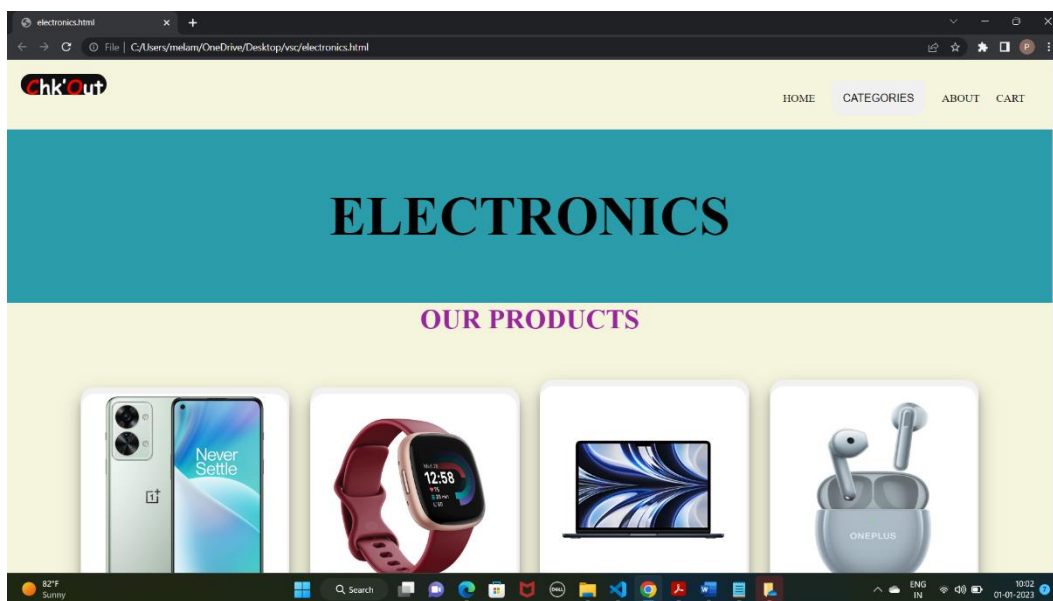 electronics.html
File | C:/Users/melam/OneDrive/Desktop/vsc/electronics.html
P
Chk'Out
HOME CATEGORIES ABOUT CART
ELECTRONICS
OUR PRODUCTS
Never
Settle
12:58
ONEPLUS
82°F
Sunny
Search
DELL
ENG
IN
10:02
01-01-2023